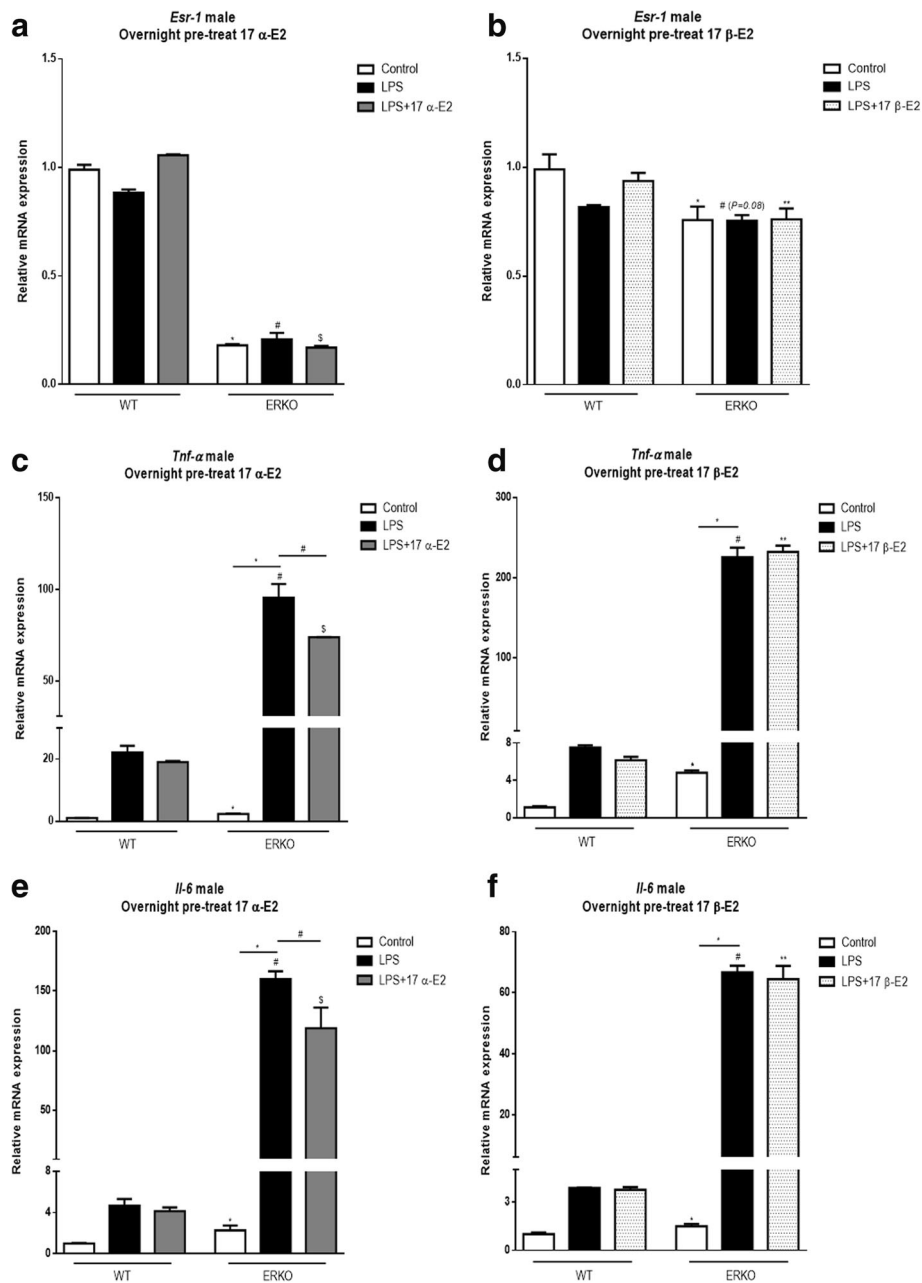 a
Esr-1 male
Overnight pre-treat 17 α-E2
Relative mRNA expression
1.5
1.0
0.5
0.0
Control
LPS
LPS+17 α-E2
*
#
$
WT
ERKO
b
Esr-1 male
Overnight pre-treat 17 β-E2
Relative mRNA expression
1.5
1.0
0.5
0.0
Control
LPS
LPS+17 β-E2
*
# (P=0.08)
**
WT
ERKO
c
Tnf-α male
Overnight pre-treat 17 α-E2
Relative mRNA expression
150
100
50
20
0
Control
LPS
LPS+17 α-E2
*
#
#
$
*
WT
ERKO
d
Tnf-α male
Overnight pre-treat 17 β-E2
Relative mRNA expression
300
200
100
8
4
0
Control
LPS
LPS+17 β-E2
*
#
**
*
WT
ERKO
e
Il-6 male
Overnight pre-treat 17 α-E2
Relative mRNA expression
200
150
100
50
8
4
0
Control
LPS
LPS+17 α-E2
*
#
#
$
*
WT
ERKO
f
Il-6 male
Overnight pre-treat 17 β-E2
Relative mRNA expression
80
60
40
20
3
0
Control
LPS
LPS+17 β-E2
*
#
**
*
WT
ERKO